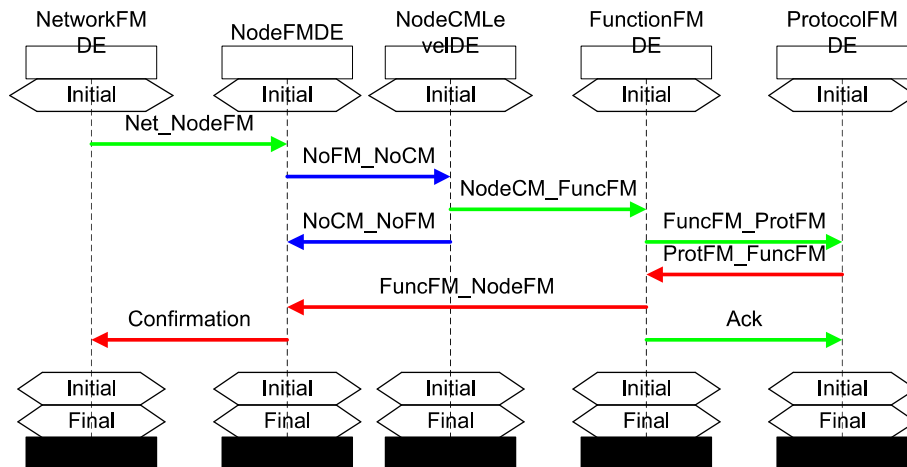 NetworkFM
DE
NodeFMDE
NodeCMLe
velDE
FunctionFM
DE
ProtocolFM
DE
Initial
Initial
Initial
Initial
Initial
Net_NodeFM
NoFM_NoCM
NodeCM_FuncFM
NoCM_NoFM
FuncFM_ProtFM
ProtFM_FuncFM
FuncFM_NodeFM
Confirmation
Ack
Initial
Initial
Initial
Initial
Initial
Final
Final
Final
Final
Final